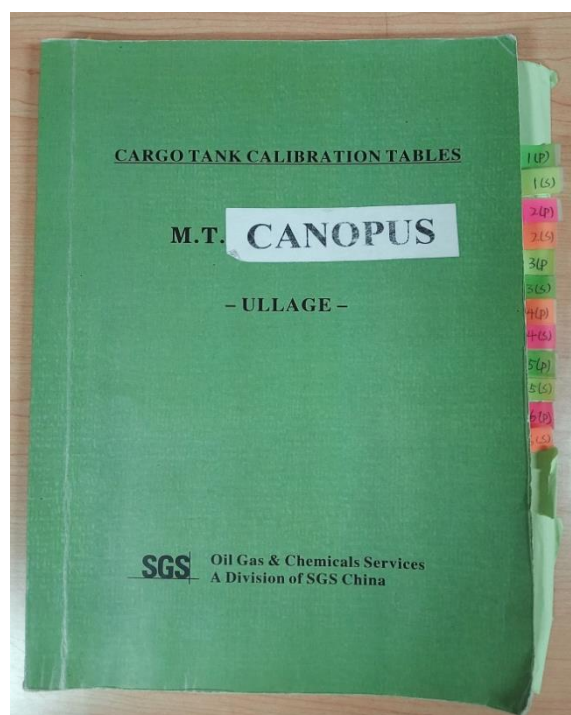 CARGO TANK CALIBRATION TABLES
M.T. CANOPUS
– ULLAGE –
SGS Oil Gas & Chemicals Services
A Division of SGS China
1(P)
1(S)
2(P)
2(S)
3(P
3(S)
4(P)
4(S)
5(P)
5(S)
6(P)
(S)